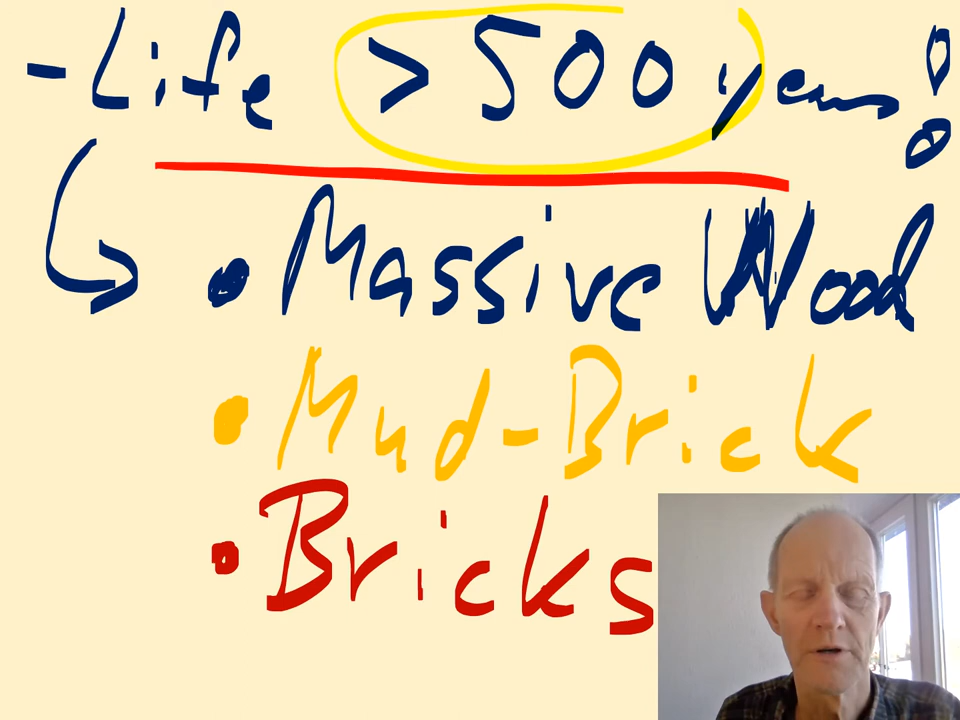 - Life > 500 years!
• Massive Wood
• Mud-Brick
• Bricks